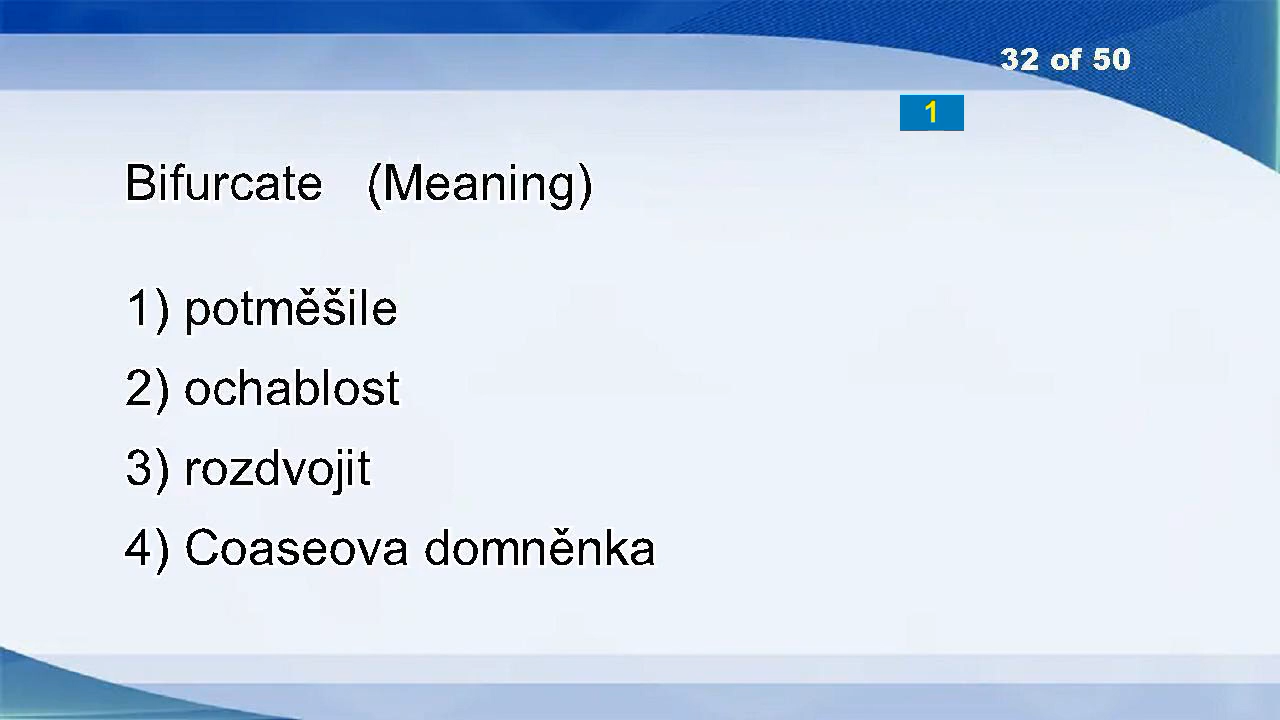 32 of 50
1
Bifurcate (Meaning)
1) potměšile
2) ochablost
3) rozdvojit
4) Coaseova domněnka